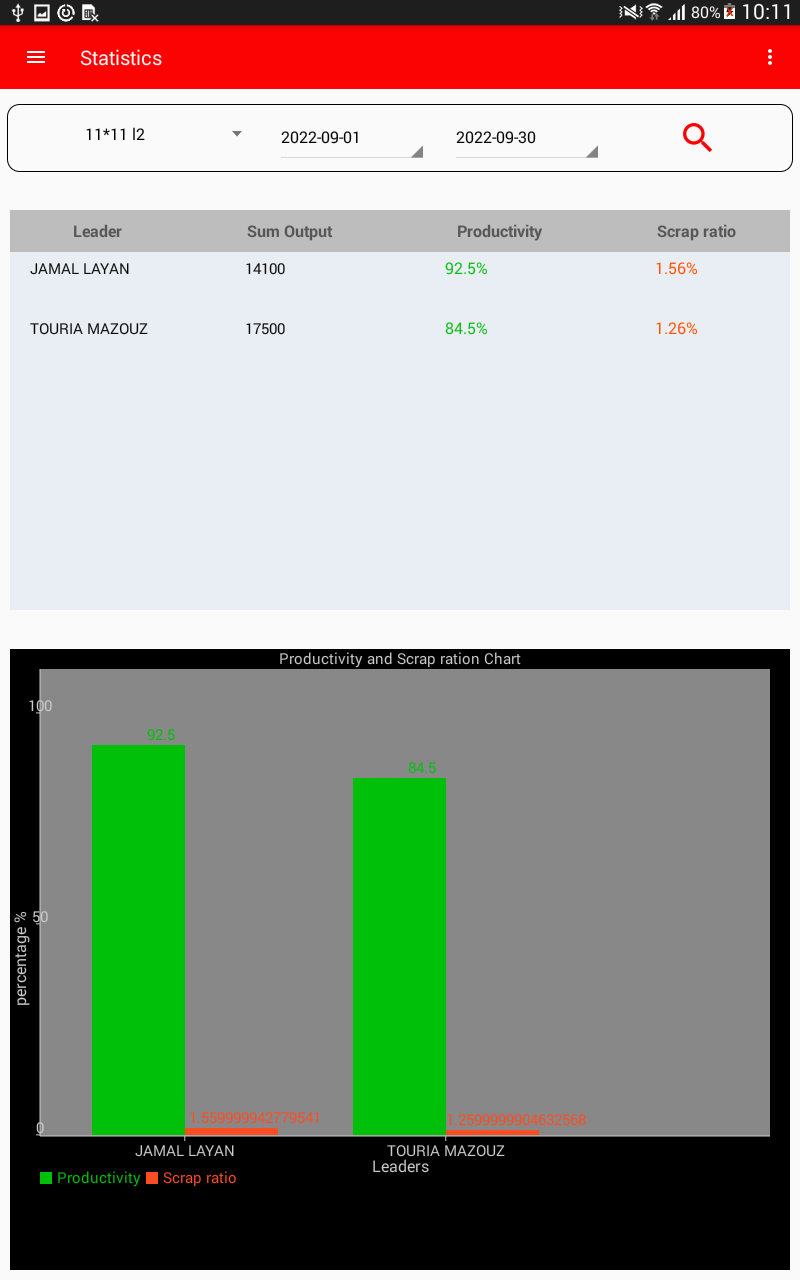 80% 10:11
Statistics
11*11 l2 2022-09-01 2022-09-30
Leader Sum Output Productivity Scrap ratio
JAMAL LAYAN 14100 92.5% 1.56%
TOURIA MAZOUZ 17500 84.5% 1.26%
Productivity and Scrap ration Chart
100
92.5
84.5
50
percentage %
1.559999942779541
1.2599999904632568
0
JAMAL LAYAN TOURIA MAZOUZ
Leaders
Productivity Scrap ratio